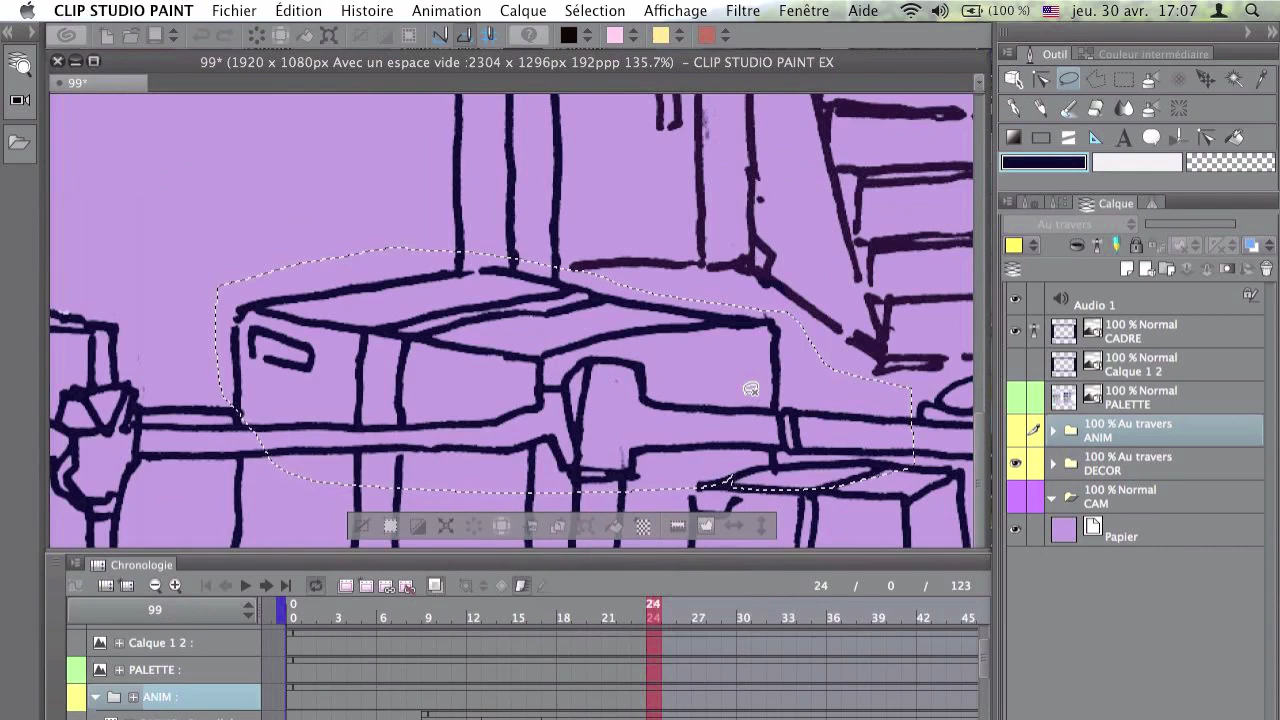 CLIP STUDIO PAINT Fichier Édition Histoire Animation Calque Sélection Affichage Filtre Fenêtre Aide (100 %) jeu. 30 avr. 17:07
99* (1920 x 1080px Avec un espace vide :2304 x 1296px 192ppp 135.7%) - CLIP STUDIO PAINT EX
99*
Outil Couleur intermédiaire
Calque
Au travers
Audio 1
100 % Normal
CADRE
100 % Normal
Calque 1 2
100 % Normal
PALETTE
100 % Au travers
ANIM
100 % Au travers
DECOR
100 % Normal
CAM
Papier
Chronologie
24 / 0 / 123
99
0 24
0 3 6 9 12 15 18 21 24 27 30 33 36 39 42 45
Calque 1 2 :
PALETTE :
ANIM :